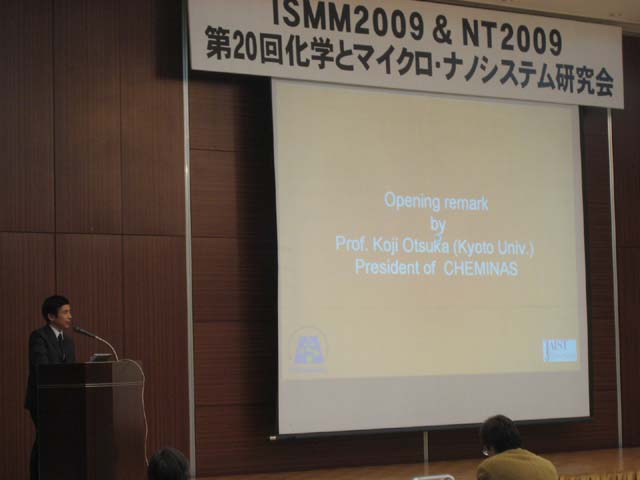 ISMM2009 & NT2009
第20回化学とマイクロ・ナノシステム研究会
Opening remark
by
Prof. Koji Otsuka (Kyoto Univ.)
President of CHEMINAS
JAIST